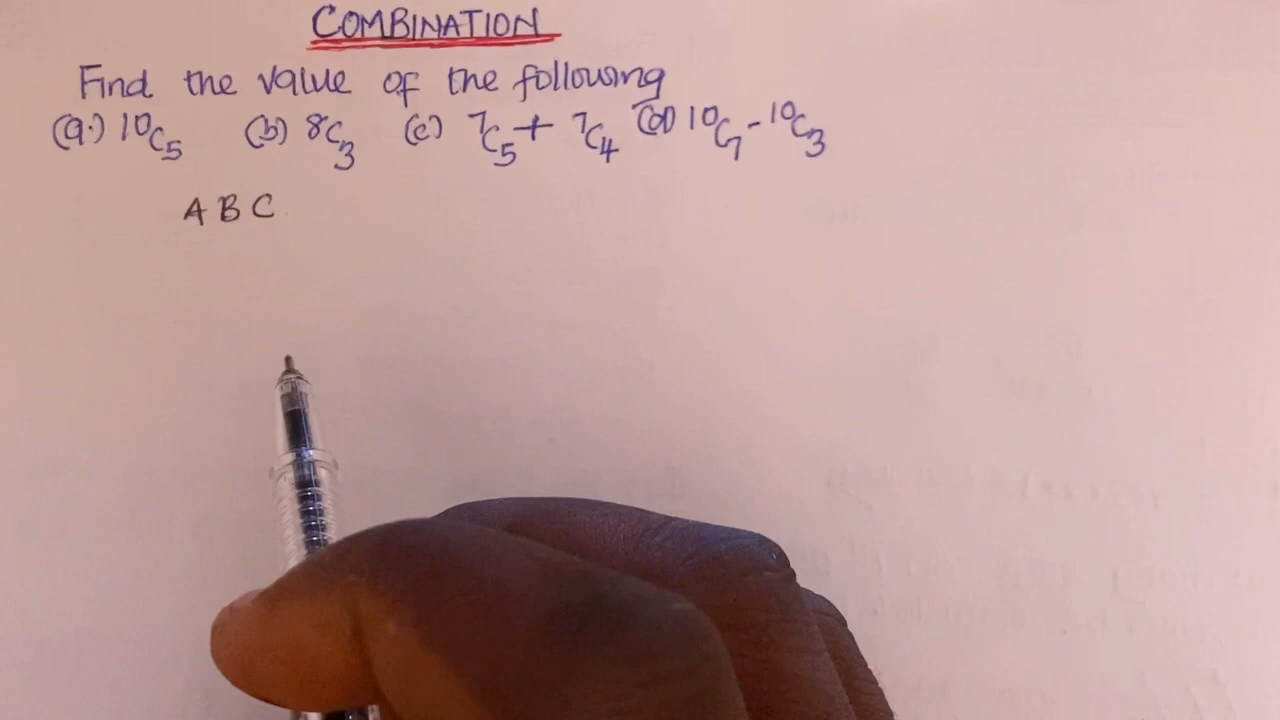 COMBINATION
Find the value of the following
(a.) ¹⁰C₅ (b) ⁸C₃ (c) ⁷C₅ + ⁷C₄ (d) ¹⁰C₇ - ¹⁰C₃
A B C